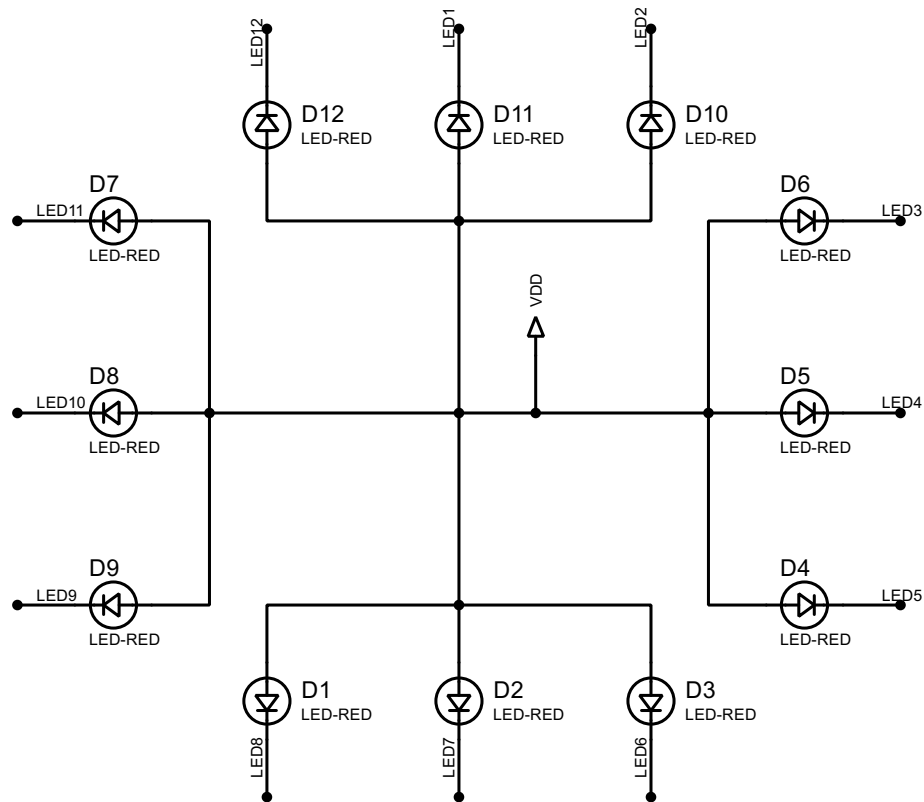 LED12
LED1
LED2
D12
LED-RED
D11
LED-RED
D10
LED-RED
D7
LED11
LED-RED
D6
LED3
LED-RED
VDD
D8
LED10
LED-RED
D5
LED4
LED-RED
D9
LED9
LED-RED
D4
LED5
LED-RED
D1
LED-RED
D2
LED-RED
D3
LED-RED
LED8
LED7
LED6